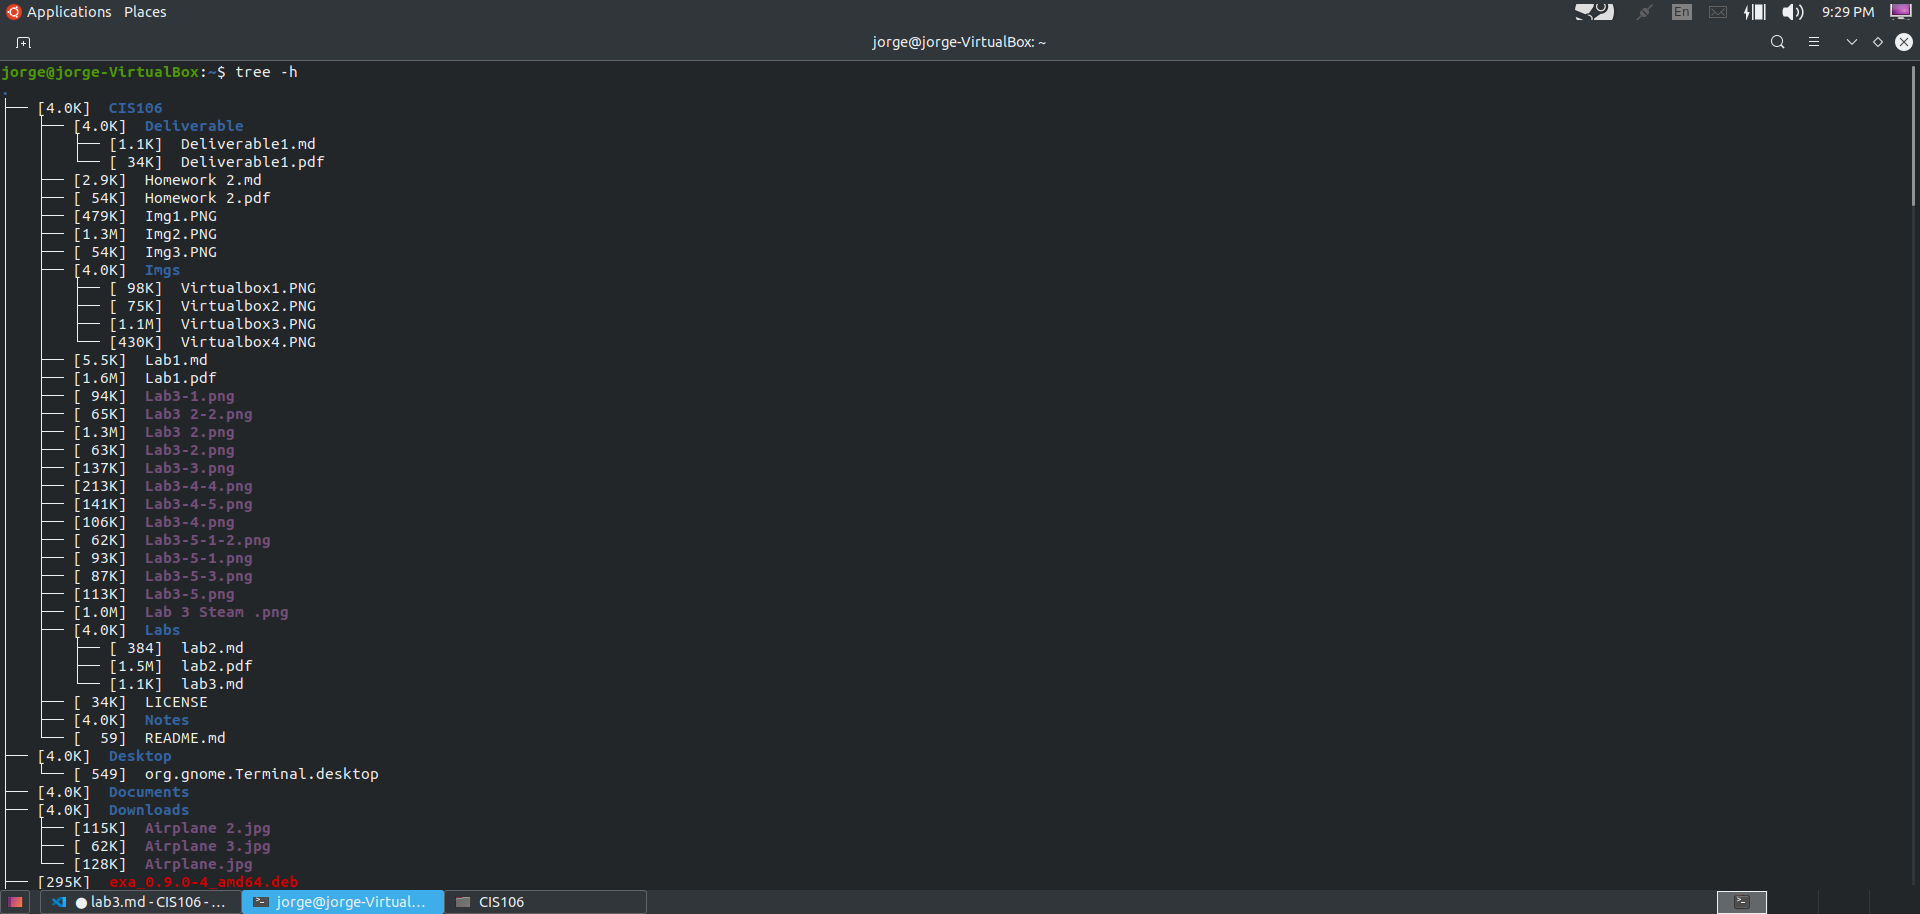 Applications Places En 9:29 PM
jorge@jorge-VirtualBox: ~
jorge@jorge-VirtualBox:~$ tree -h
.
├── [4.0K]  CIS106
│   ├── [4.0K]  Deliverable
│   │   ├── [1.1K]  Deliverable1.md
│   │   └── [ 34K]  Deliverable1.pdf
│   ├── [2.9K]  Homework 2.md
│   ├── [ 54K]  Homework 2.pdf
│   ├── [479K]  Img1.PNG
│   ├── [1.3M]  Img2.PNG
│   ├── [ 54K]  Img3.PNG
│   ├── [4.0K]  Imgs
│   │   ├── [ 98K]  Virtualbox1.PNG
│   │   ├── [ 75K]  Virtualbox2.PNG
│   │   ├── [1.1M]  Virtualbox3.PNG
│   │   └── [430K]  Virtualbox4.PNG
│   ├── [5.5K]  Lab1.md
│   ├── [1.6M]  Lab1.pdf
│   ├── [ 94K]  Lab3-1.png
│   ├── [ 65K]  Lab3 2-2.png
│   ├── [1.3M]  Lab3 2.png
│   ├── [ 63K]  Lab3-2.png
│   ├── [137K]  Lab3-3.png
│   ├── [213K]  Lab3-4-4.png
│   ├── [141K]  Lab3-4-5.png
│   ├── [106K]  Lab3-4.png
│   ├── [ 62K]  Lab3-5-1-2.png
│   ├── [ 93K]  Lab3-5-1.png
│   ├── [ 87K]  Lab3-5-3.png
│   ├── [113K]  Lab3-5.png
│   ├── [1.0M]  Lab 3 Steam .png
│   ├── [4.0K]  Labs
│   │   ├── [ 384]  lab2.md
│   │   ├── [1.5M]  lab2.pdf
│   │   └── [1.1K]  lab3.md
│   ├── [ 34K]  LICENSE
│   ├── [4.0K]  Notes
│   └── [  59]  README.md
├── [4.0K]  Desktop
│   └── [ 549]  org.gnome.Terminal.desktop
├── [4.0K]  Documents
├── [4.0K]  Downloads
│   ├── [115K]  Airplane 2.jpg
│   ├── [ 62K]  Airplane 3.jpg
│   └── [128K]  Airplane.jpg
├── [295K]  exa_0.9.0-4_amd64.deb
● lab3.md - CIS106 - ... jorge@jorge-Virtual... CIS106